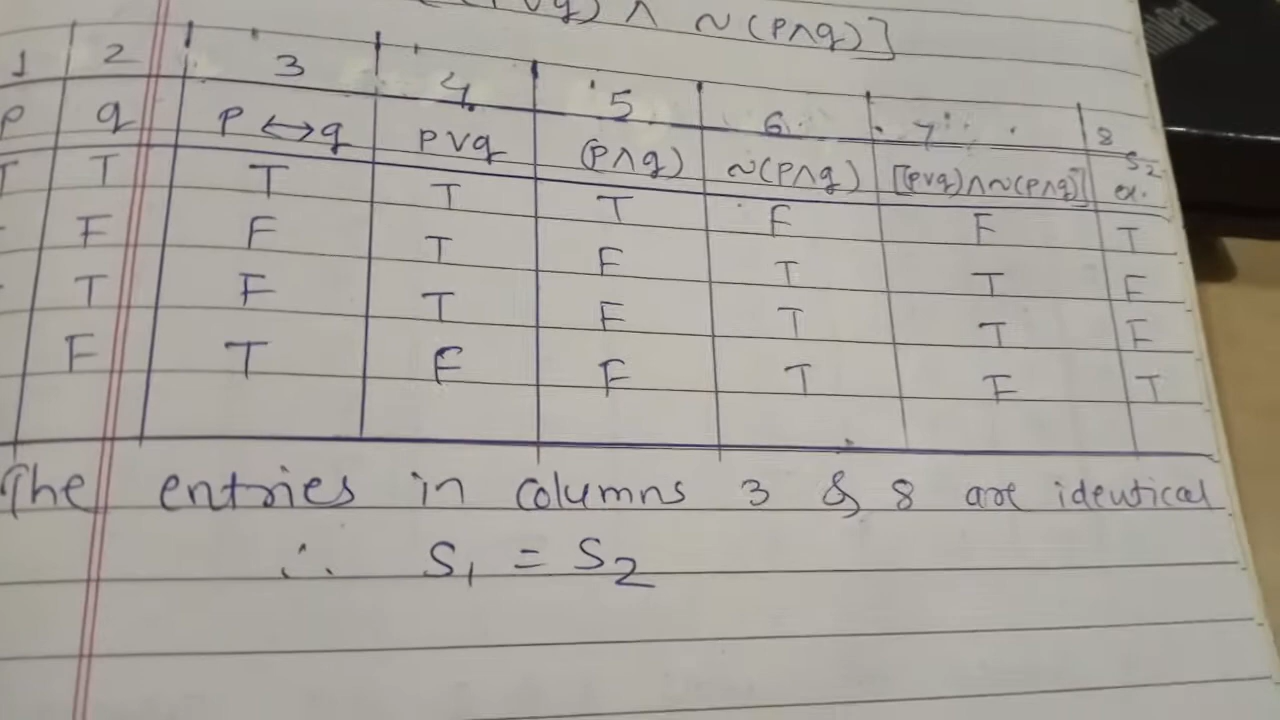 ∨q) ∧ ~(p∧q)]
1 2 3 4 5 6 7 8
p q p ↔ q p∨q (p∧q) ~(p∧q) [(p∨q)∧~(p∧q)] S2
T T T T T F F T
F F T F T T F
T F T F T T F
F T F F T F T
The entries in columns 3 & 8 are identical
∴ S1 = S2